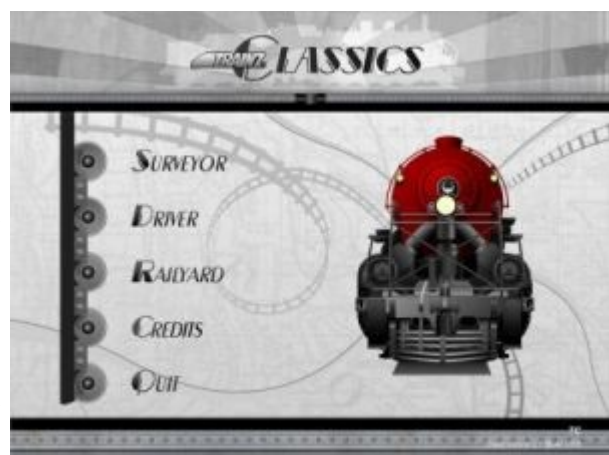 TRAINZ CLASSICS
SURVEYOR
DRIVER
RAILYARD
CREDITS
QUIT